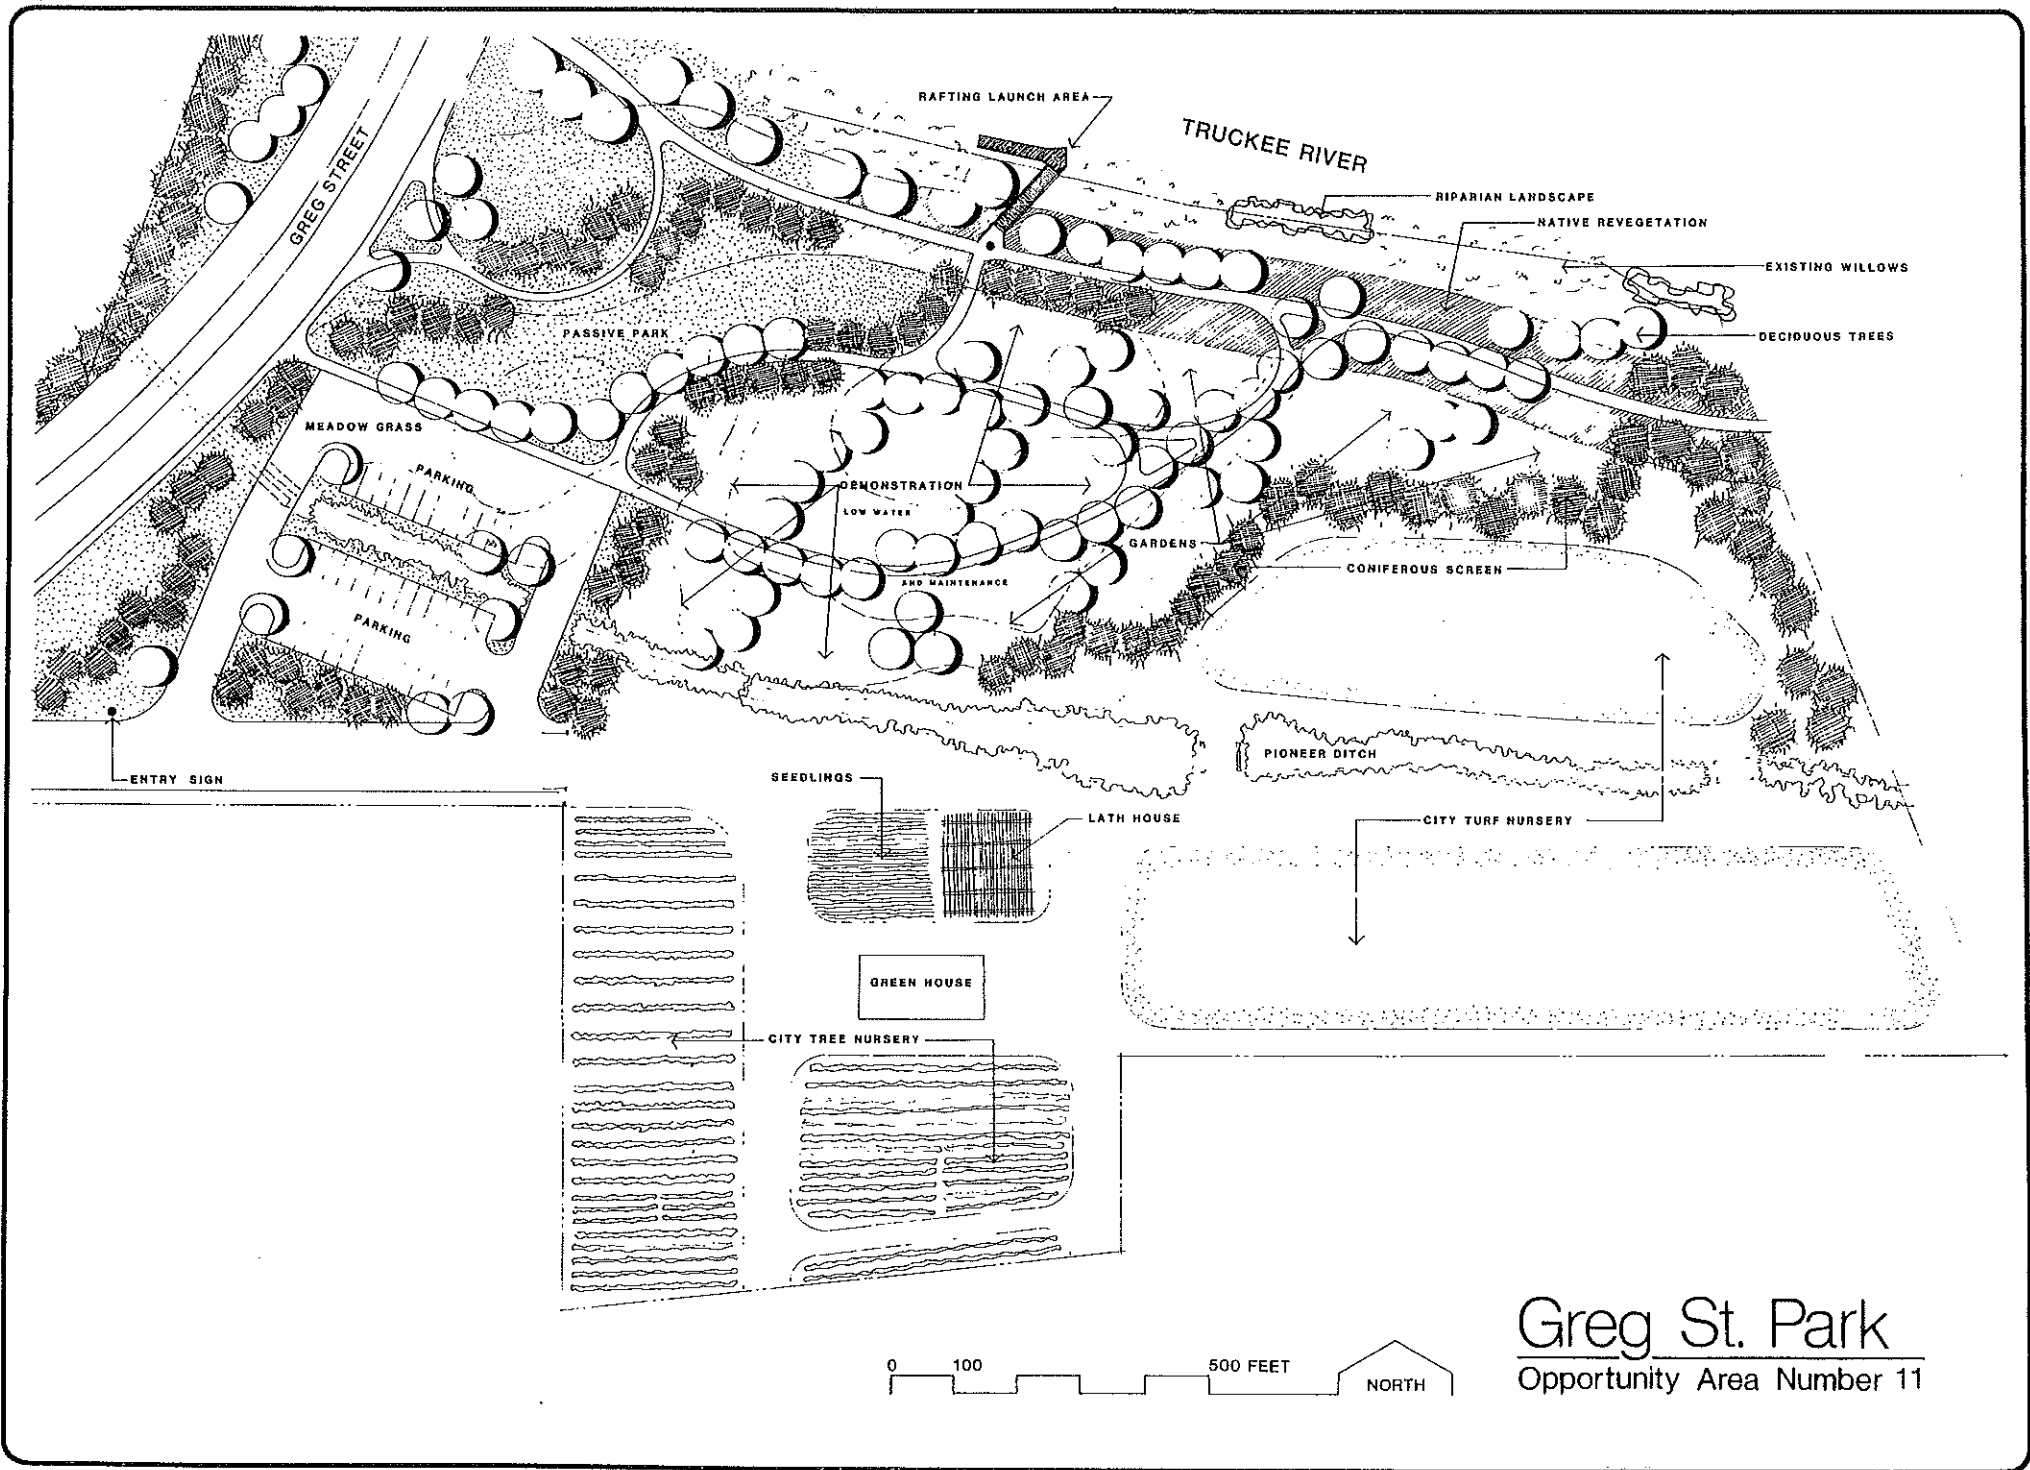 RAFTING LAUNCH AREA
TRUCKEE RIVER
GREG STREET
RIPARIAN LANDSCAPE
NATIVE REVEGETATION
EXISTING WILLOWS
PASSIVE PARK
DECIDUOUS TREES
MEADOW GRASS
PARKING
DEMONSTRATION
LOW WATER
GARDENS
CONIFEROUS SCREEN
AND MAINTENANCE
PARKING
PIONEER DITCH
ENTRY SIGN
SEEDLINGS
LATH HOUSE
CITY TURF NURSERY
GREEN HOUSE
CITY TREE NURSERY
0 100 500 FEET
NORTH
Greg St. Park
Opportunity Area Number 11